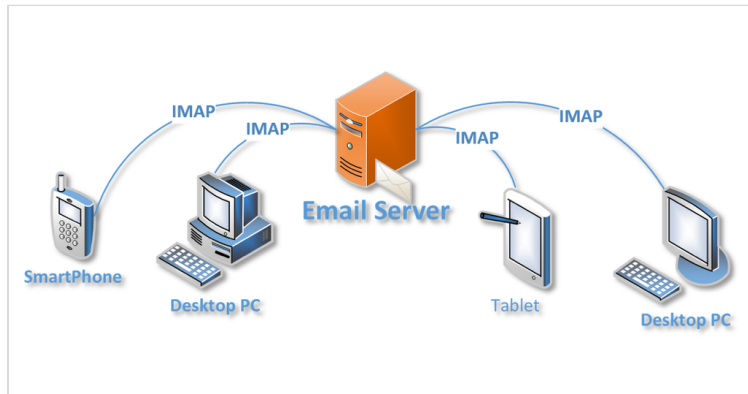 IMAP
IMAP
IMAP
IMAP
Email Server
SmartPhone
Desktop PC
Tablet
Desktop PC